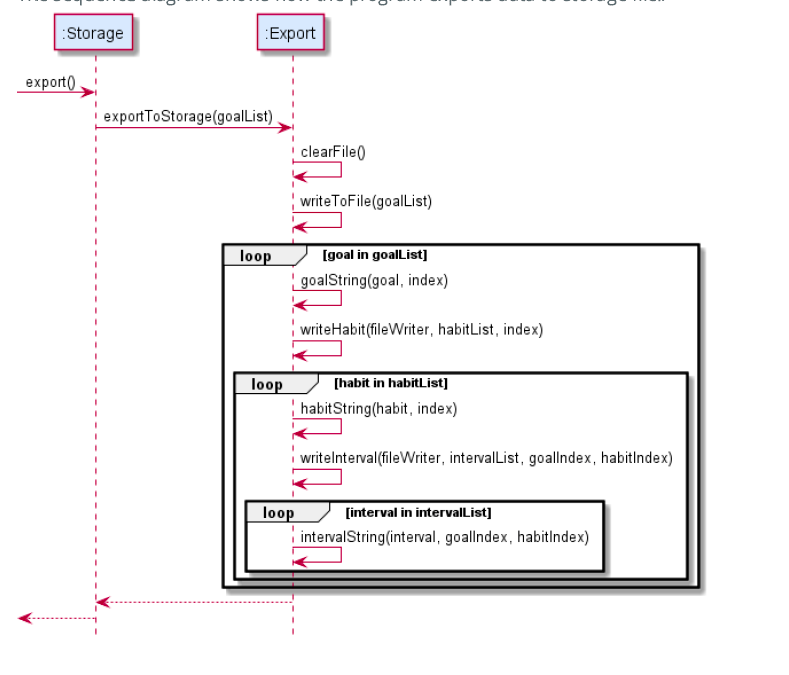 :Storage
:Export
export()
exportToStorage(goalList)
clearFile()
writeToFile(goalList)
loop [goal in goalList]
goalString(goal, index)
writeHabit(fileWriter, habitList, index)
loop [habit in habitList]
habitString(habit, index)
writeInterval(fileWriter, intervalList, goalIndex, habitIndex)
loop [interval in intervalList]
intervalString(interval, goalIndex, habitIndex)